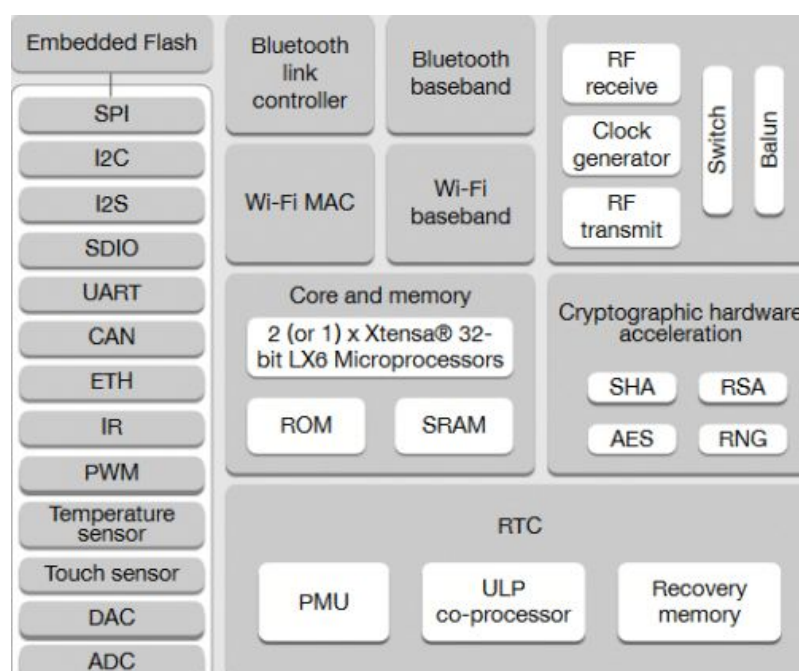 Embedded Flash
SPI
I2C
I2S
SDIO
UART
CAN
ETH
IR
PWM
Temperature
sensor
Touch sensor
DAC
ADC
Bluetooth
link
controller
Bluetooth
baseband
Wi-Fi MAC
Wi-Fi
baseband
RF
receive
Clock
generator
RF
transmit
Switch
Balun
Core and memory
2 (or 1) x Xtensa® 32-
bit LX6 Microprocessors
ROM
SRAM
Cryptographic hardware
acceleration
SHA
RSA
AES
RNG
RTC
PMU
ULP
co-processor
Recovery
memory